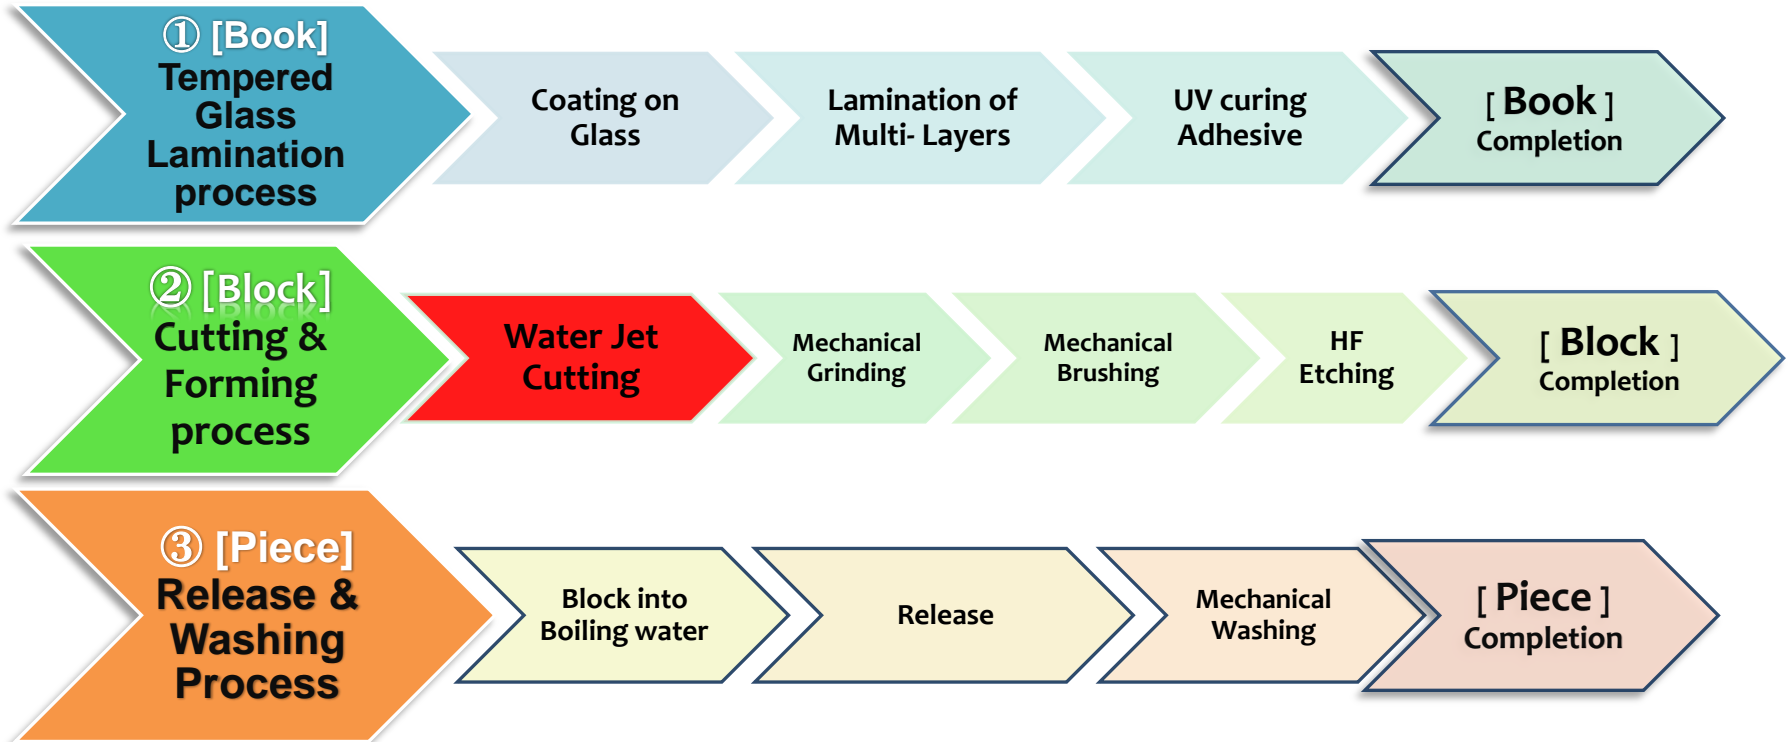 ① [Book]
Tempered
Glass
Lamination
process
Coating on
Glass
Lamination of
Multi- Layers
UV curing
Adhesive
[ Book ]
Completion
② [Block]
Cutting &
Forming
process
Water Jet
Cutting
Mechanical
Grinding
Mechanical
Brushing
HF
Etching
[ Block ]
Completion
③ [Piece]
Release &
Washing
Process
Block into
Boiling water
Release
Mechanical
Washing
[ Piece ]
Completion